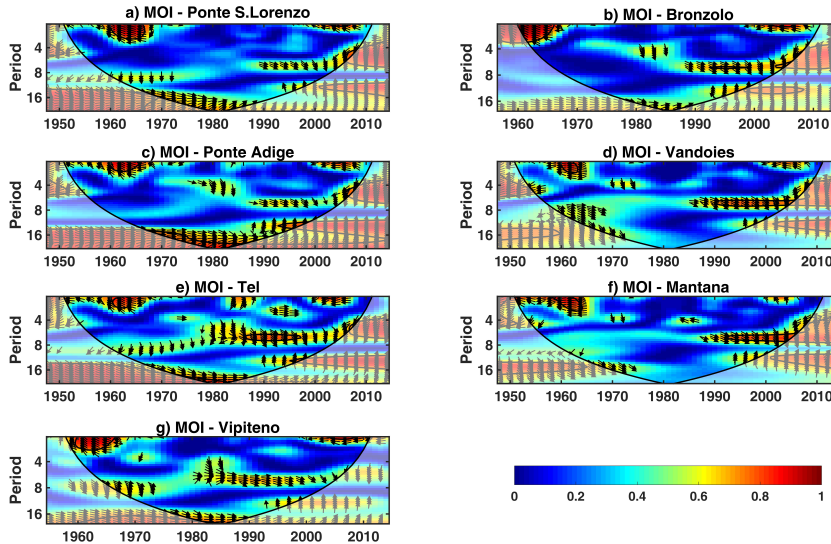 a) MOI - Ponte S.Lorenzo
Period
4
8
16
1950 1960 1970 1980 1990 2000 2010
b) MOI - Bronzolo
Period
4
8
16
1960 1970 1980 1990 2000 2010
c) MOI - Ponte Adige
Period
4
8
16
1950 1960 1970 1980 1990 2000 2010
d) MOI - Vandoies
Period
4
8
16
1950 1960 1970 1980 1990 2000 2010
e) MOI - Tel
Period
4
8
16
1950 1960 1970 1980 1990 2000 2010
f) MOI - Mantana
Period
4
8
16
1950 1960 1970 1980 1990 2000 2010
g) MOI - Vipiteno
Period
4
8
16
1960 1970 1980 1990 2000 2010
0 0.2 0.4 0.6 0.8 1